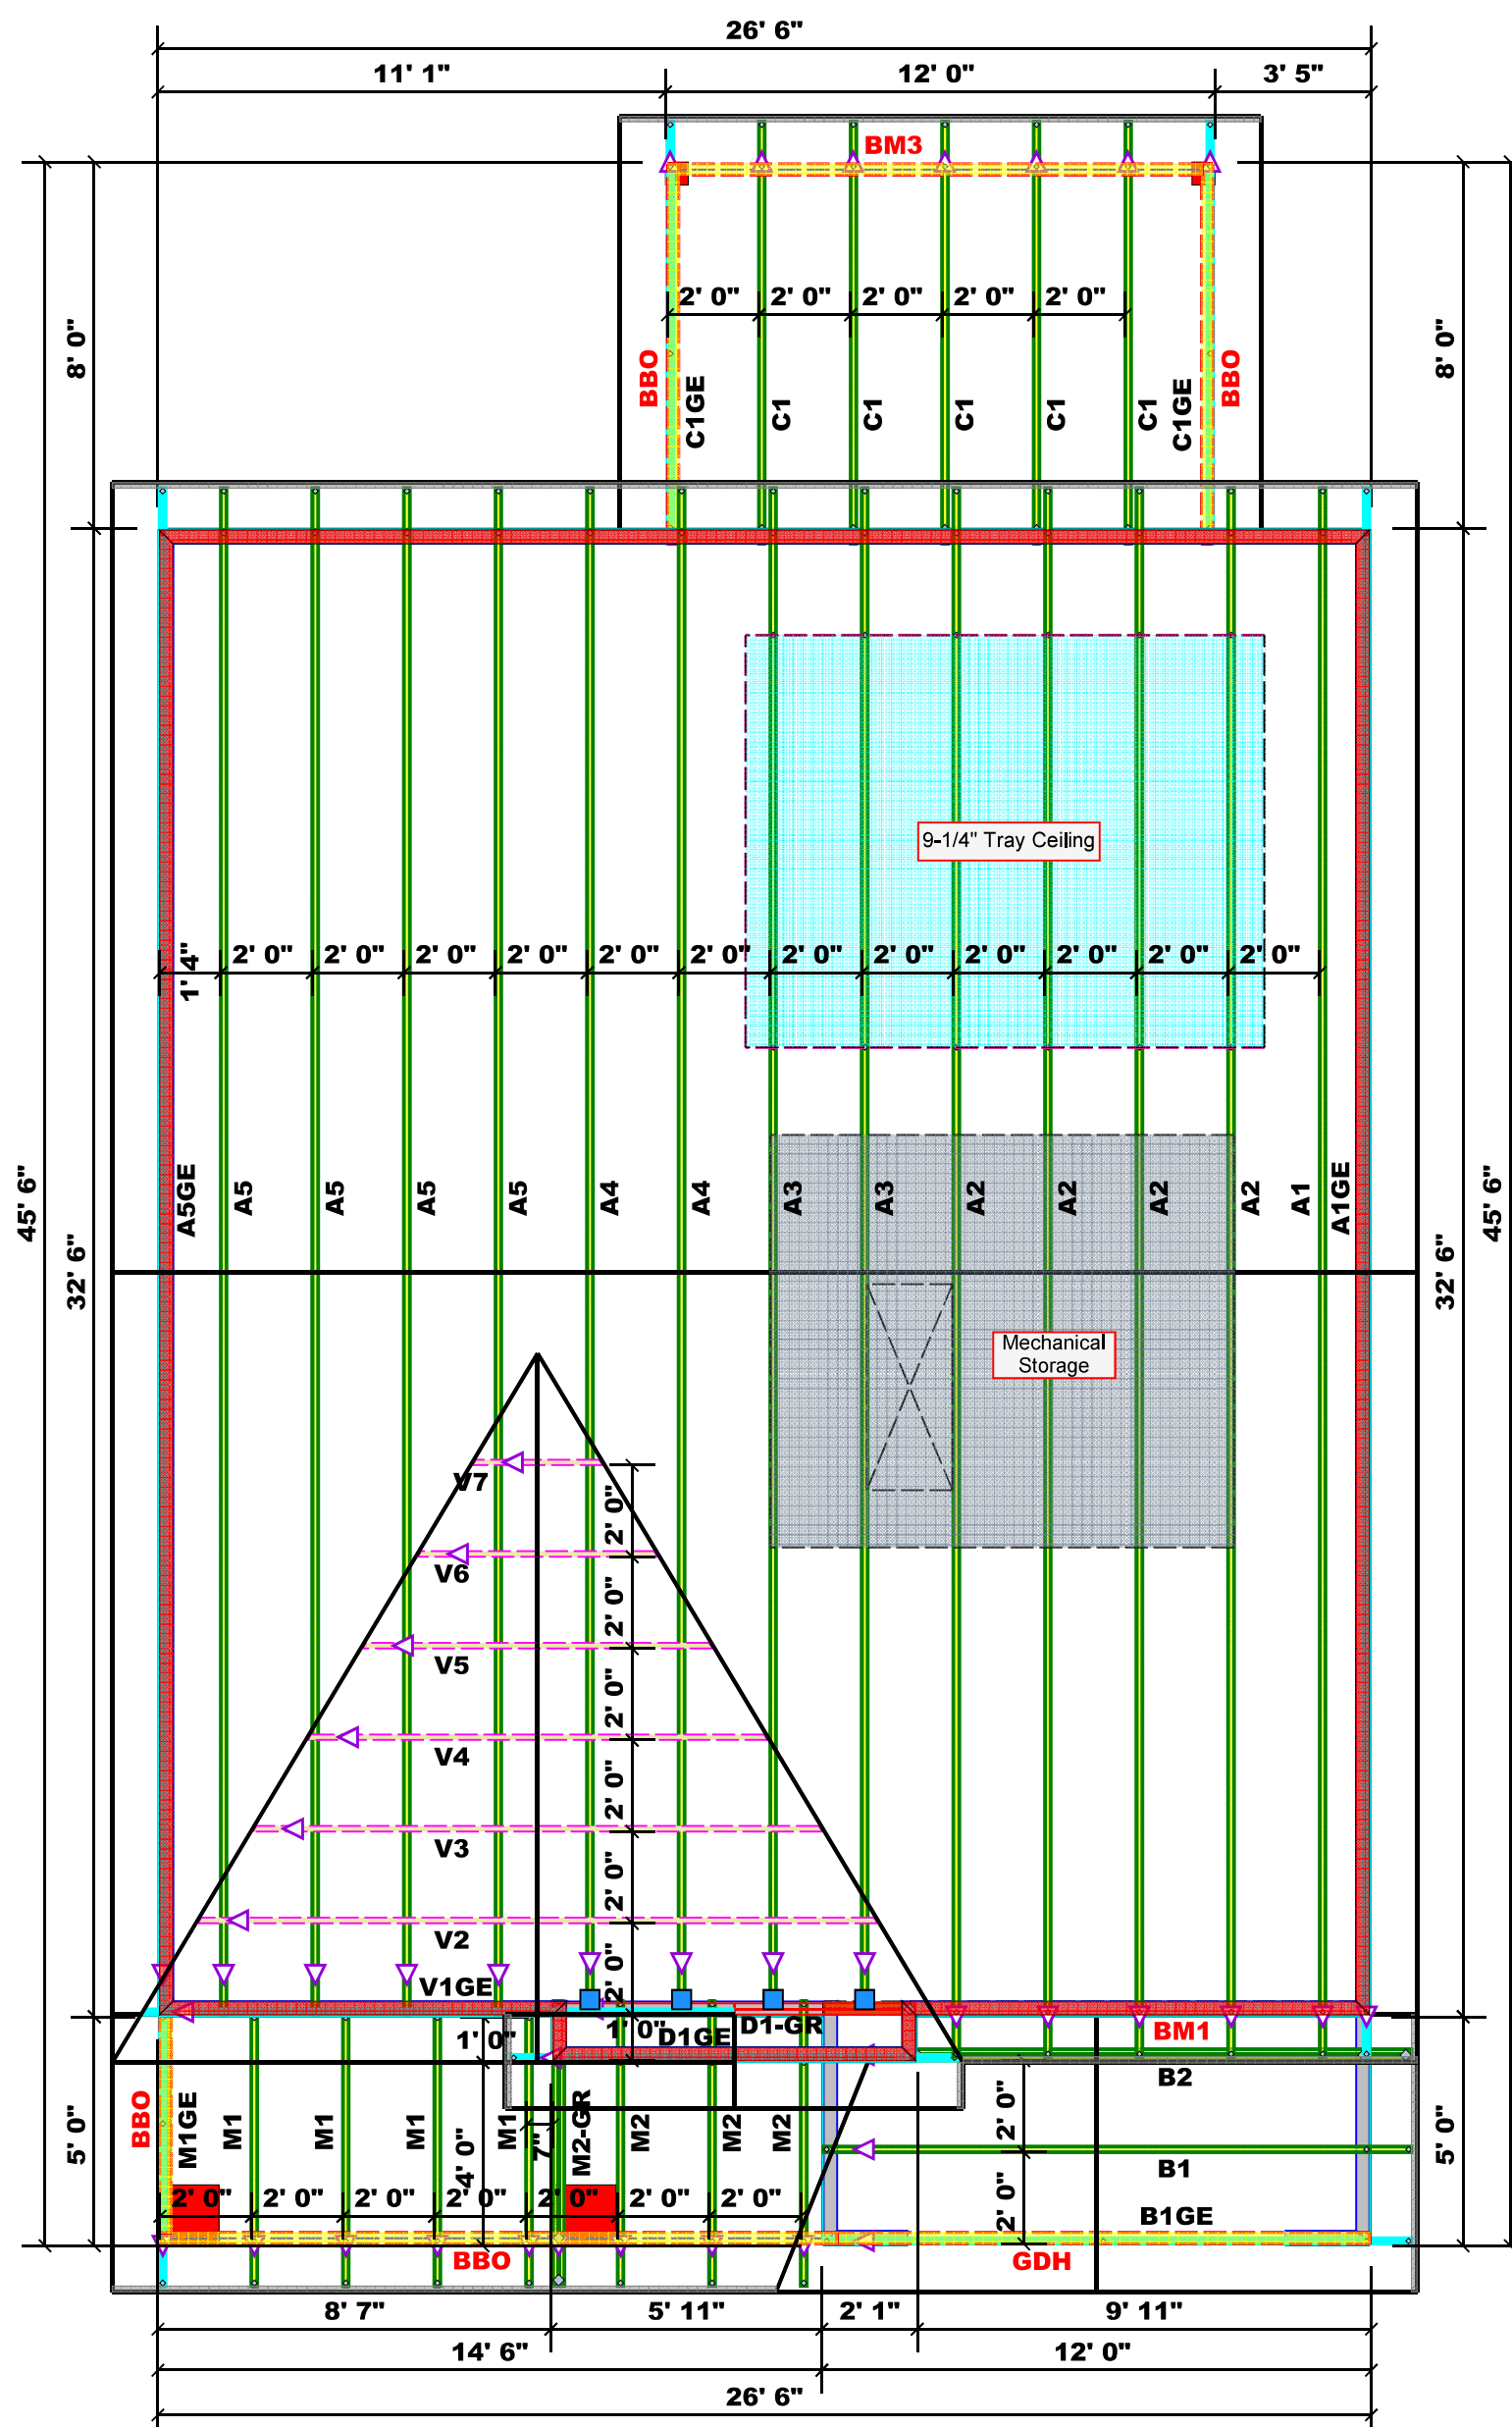 26' 6"
11' 1" 12' 0" 3' 5"
BM3
2' 0" 2' 0" 2' 0" 2' 0" 2' 0"
8' 0" 8' 0"
BBO C1GE C1 C1 C1 C1 C1 C1GE BBO
9-1/4" Tray Ceiling
1' 4" 2' 0" 2' 0" 2' 0" 2' 0" 2' 0" 2' 0" 2' 0" 2' 0" 2' 0" 2' 0" 2' 0" 2' 0"
A5GE A5 A5 A5 A5 A4 A4 A3 A3 A2 A2 A2 A2 A1 A1GE
45' 6" 32' 6" 32' 6" 45' 6"
Mechanical
Storage
V7
2' 0"
V6
2' 0"
V5
2' 0"
V4
2' 0"
V3
2' 0"
V2
2' 0"
V1GE
1' 0" 1' 0" D1GE D1-GR BM1
B2
BBO M1GE M1 M1 M1 M1 7" M2-GR M2 M2 M2
5' 0" 4' 0" 2' 0" 5' 0"
B1
2' 0" 2' 0" 2' 0" 2' 0" 2' 0" 2' 0" 2' 0" 2' 0" B1GE
BBO GDH
8' 7" 5' 11" 2' 1" 9' 11"
14' 6" 12' 0"
26' 6"